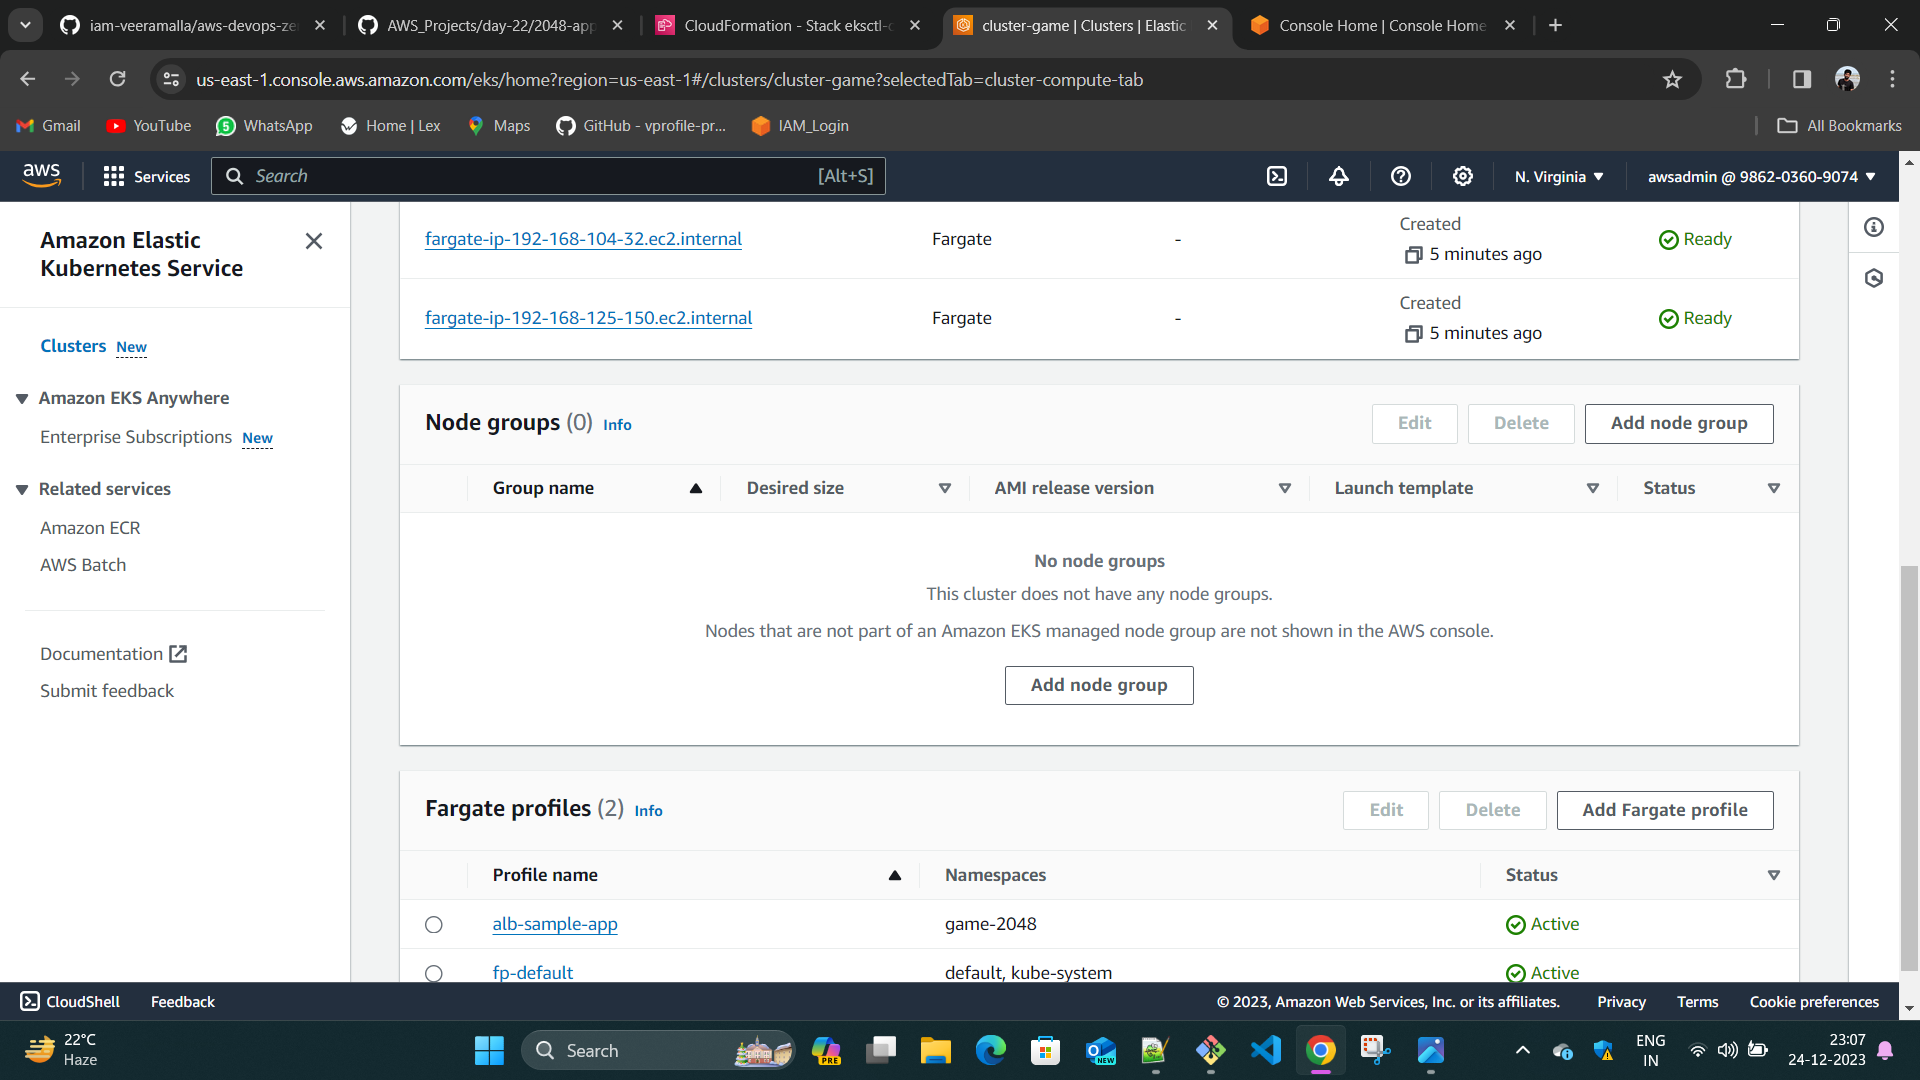 iam-veeramalla/aws-devops-ze
AWS_Projects/day-22/2048-app
CloudFormation - Stack eksctl-c
cluster-game | Clusters | Elastic
Console Home | Console Home
us-east-1.console.aws.amazon.com/eks/home?region=us-east-1#/clusters/cluster-game?selectedTab=cluster-compute-tab
Gmail
YouTube
WhatsApp
Home | Lex
Maps
GitHub - vprofile-pr...
IAM_Login
All Bookmarks
aws
Services
Search
[Alt+S]
N. Virginia
awsadmin @ 9862-0360-9074
Amazon Elastic
Kubernetes Service
Clusters New
Amazon EKS Anywhere
Enterprise Subscriptions New
Related services
Amazon ECR
AWS Batch
Documentation
Submit feedback
fargate-ip-192-168-104-32.ec2.internal
Fargate
-
Created
5 minutes ago
Ready
fargate-ip-192-168-125-150.ec2.internal
Fargate
-
Created
5 minutes ago
Ready
Node groups (0) Info
Edit
Delete
Add node group
Group name
Desired size
AMI release version
Launch template
Status
No node groups
This cluster does not have any node groups.
Nodes that are not part of an Amazon EKS managed node group are not shown in the AWS console.
Add node group
Fargate profiles (2) Info
Edit
Delete
Add Fargate profile
Profile name
Namespaces
Status
alb-sample-app
game-2048
Active
fp-default
default, kube-system
Active
CloudShell
Feedback
© 2023, Amazon Web Services, Inc. or its affiliates.
Privacy
Terms
Cookie preferences
22°C
Haze
Search
PRE
NEW
ENG
IN
23:07
24-12-2023